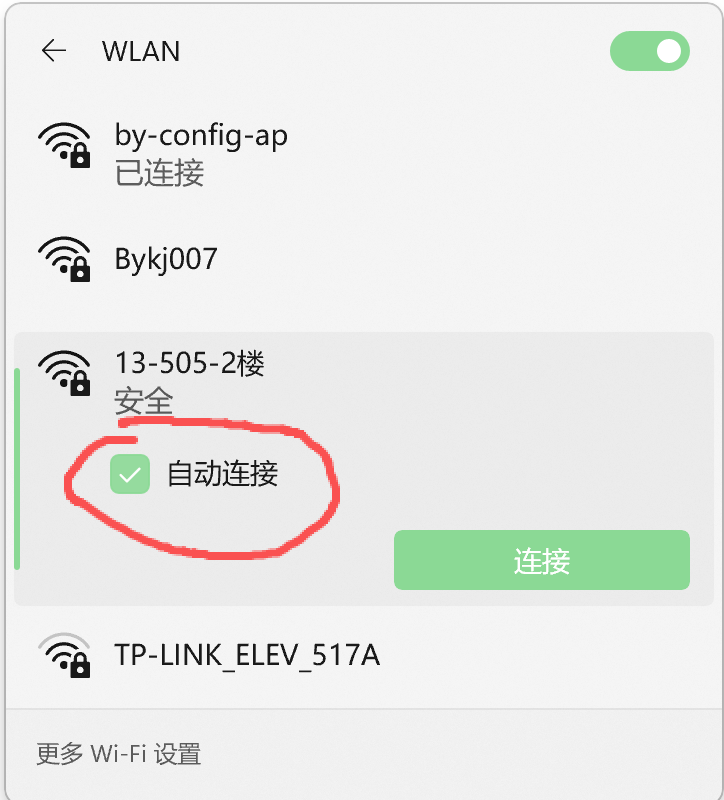 WLAN
by-config-ap
已连接
Bykj007
13-505-2楼
安全
自动连接
连接
TP-LINK_ELEV_517A
更多 Wi-Fi 设置